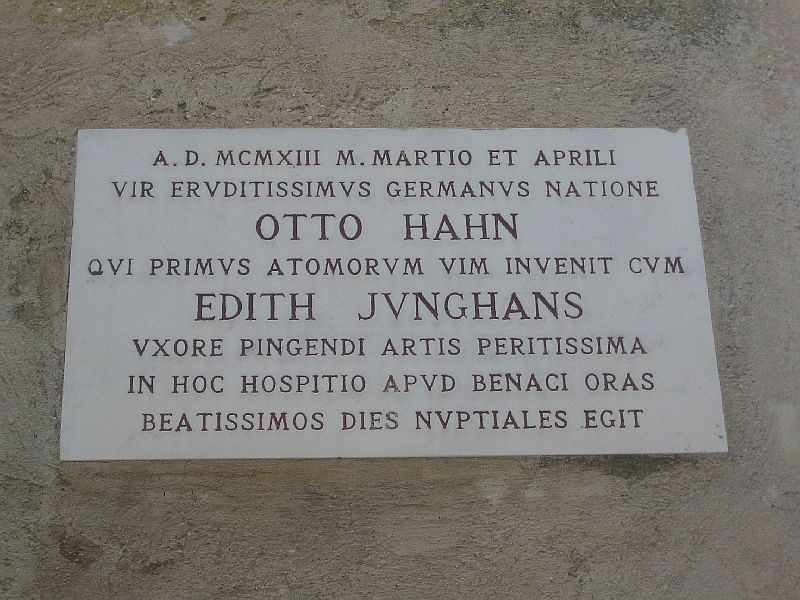 A. D. MCMXIII M. MARTIO ET APRILI
VIR ERVDITISSIMVS GERMANVS NATIONE
OTTO HAHN
QVI PRIMVS ATOMORVM VIM INVENIT CVM
EDITH JVNGHANS
VXORE PINGENDI ARTIS PERITISSIMA
IN HOC HOSPITIO APVD BENACI ORAS
BEATISSIMOS DIES NVPTIALES EGIT